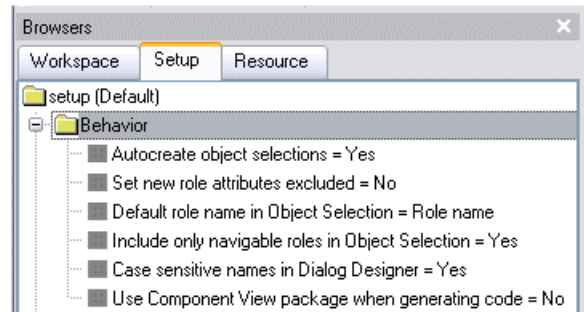 Browsers
Workspace Setup Resource
setup (Default)
Behavior
Autocreate object selections = Yes
Set new role attributes excluded = No
Default role name in Object Selection = Role name
Include only navigable roles in Object Selection = Yes
Case sensitive names in Dialog Designer = Yes
Use Component View package when generating code = No